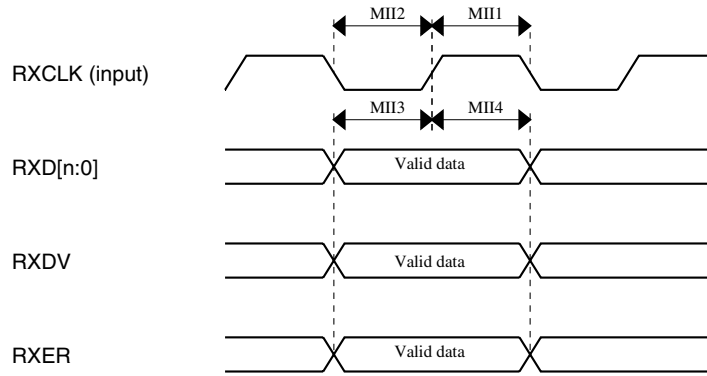 MII2 MII1
RXCLK (input)
MII3 MII4
RXD[n:0] Valid data
RXDV Valid data
RXER Valid data